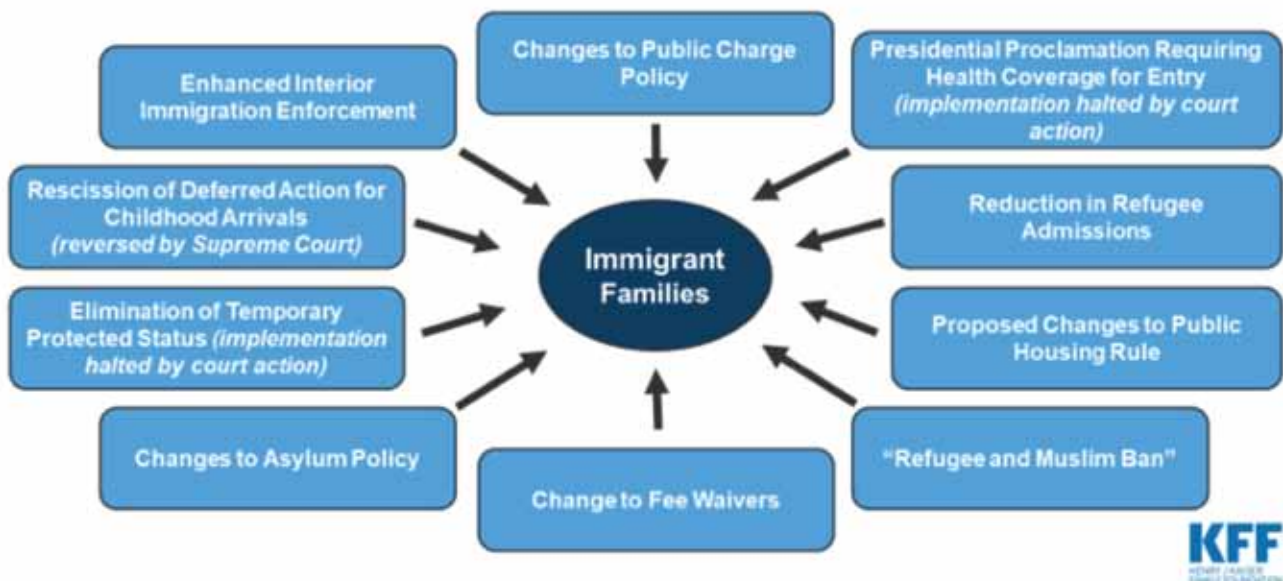 Changes to Public Charge
Policy
Presidential Proclamation Requiring
Health Coverage for Entry
(implementation halted by court
action)
Enhanced Interior
Immigration Enforcement
Rescission of Deferred Action for
Childhood Arrivals
(reversed by Supreme Court)
Reduction in Refugee
Admissions
Immigrant
Families
Elimination of Temporary
Protected Status (implementation
halted by court action)
Proposed Changes to Public
Housing Rule
Changes to Asylum Policy
Change to Fee Waivers
“Refugee and Muslim Ban”
KFF